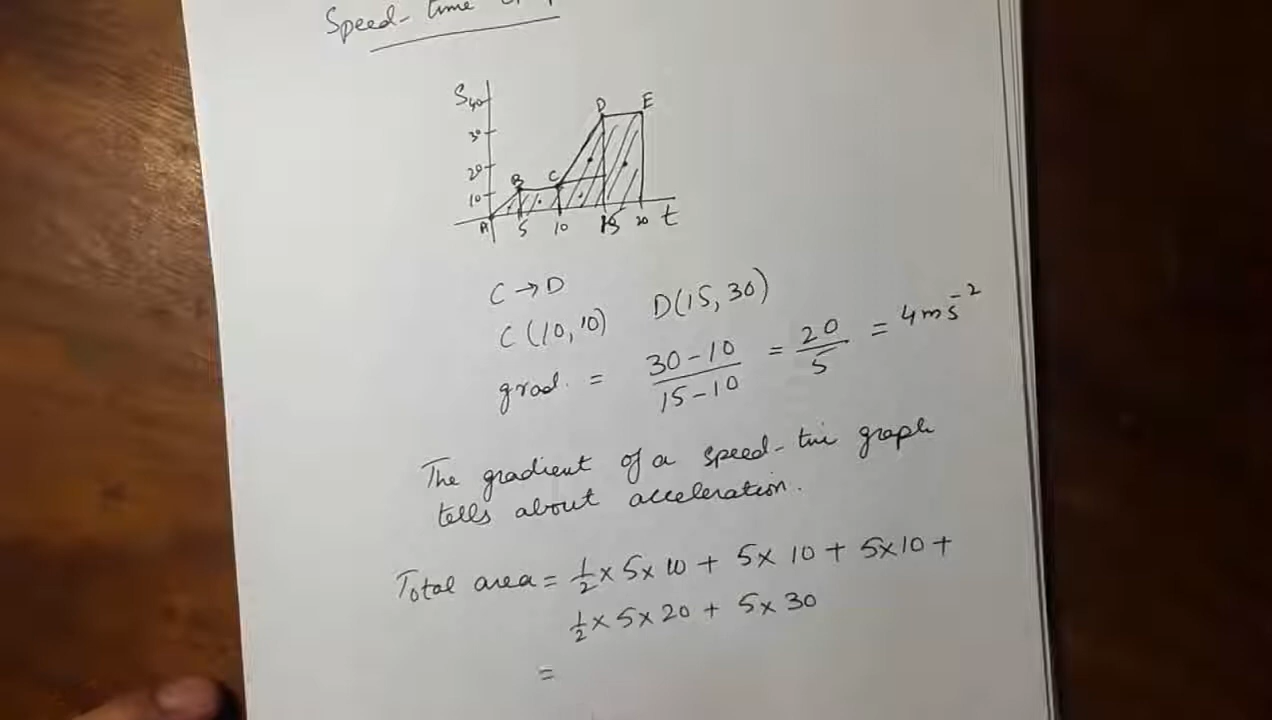 Speed- time
S
40
D E
30
20
B C
10
A 5 10 15 20 t
C → D
C (10, 10) D(15, 30)
grad. = 30-10 / 15-10 = 20 / 5 = 4 ms⁻²
The gradient of a speed- tui graph
tells about acceleration.
Total area = 1/2 × 5 × 10 + 5 × 10 + 5×10 +
1/2 × 5 × 20 + 5 × 30
=